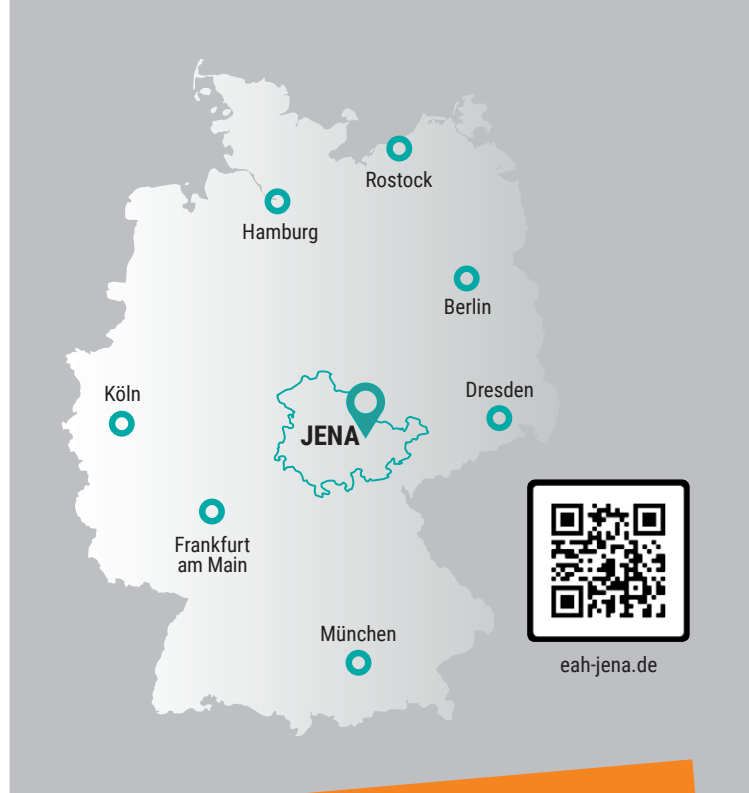 Rostock
Hamburg
Berlin
Dresden
Köln
JENA
Frankfurt
am Main
München
eah-jena.de